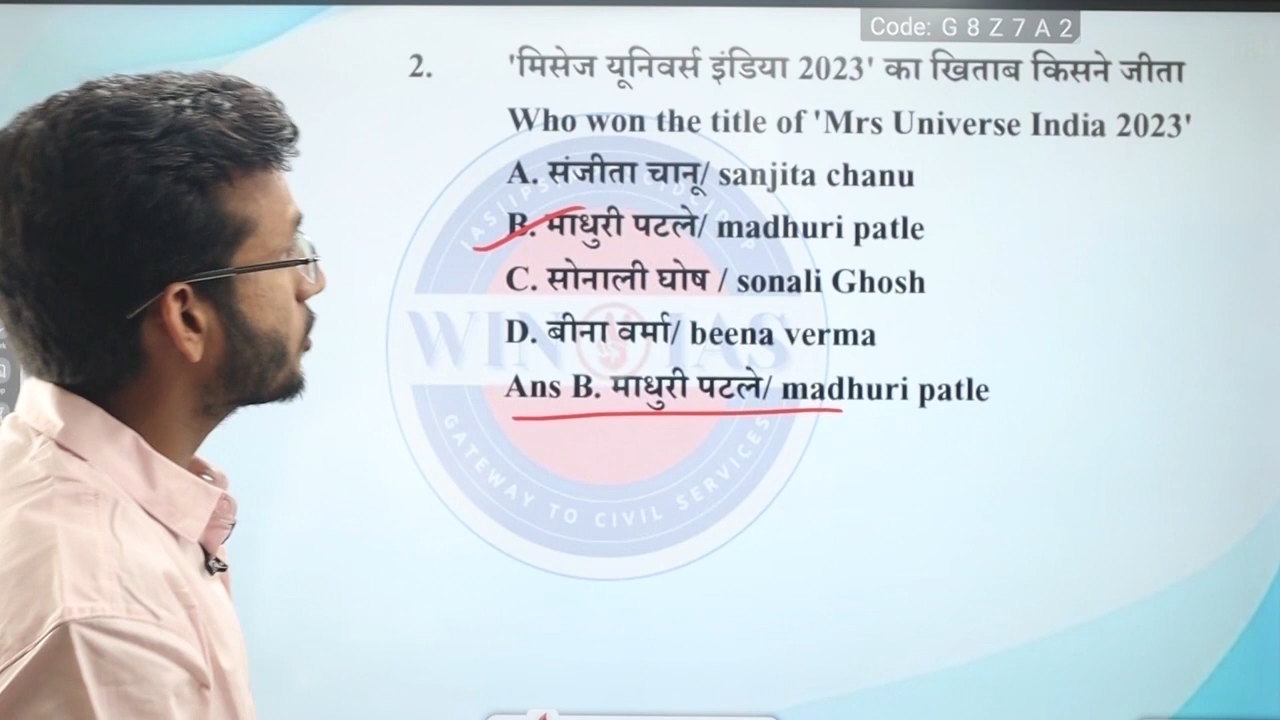 Code: G 8 Z 7 A 2
2. 'मिसेज यूनिवर्स इंडिया 2023' का खिताब किसने जीता
Who won the title of 'Mrs Universe India 2023'
A. संजीता चानू/ sanjita chanu
B. माधुरी पटले/ madhuri patle
C. सोनाली घोष / sonali Ghosh
D. बीना वर्मा/ beena verma
Ans B. माधुरी पटले/ madhuri patle
WIN IAS
GATEWAY TO CIVIL SERVICES